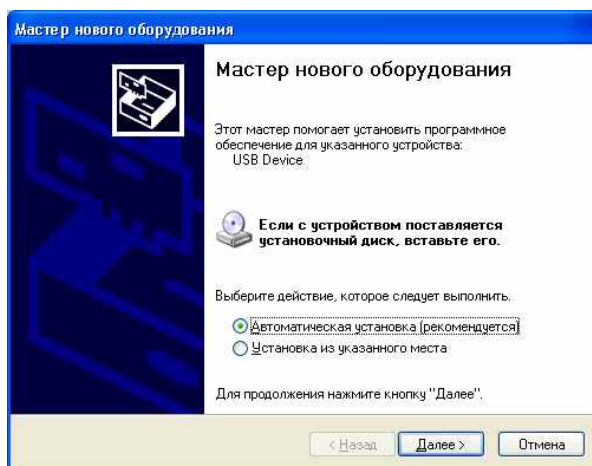 Мастер нового оборудования
Мастер нового оборудования
Этот мастер помогает установить программное
обеспечение для указанного устройства:
USB Device
Если с устройством поставляется
установочный диск, вставьте его.
Выберите действие, которое следует выполнить.
Автоматическая установка (рекомендуется)
Установка из указанного места
Для продолжения нажмите кнопку "Далее".
< Назад Далее > Отмена